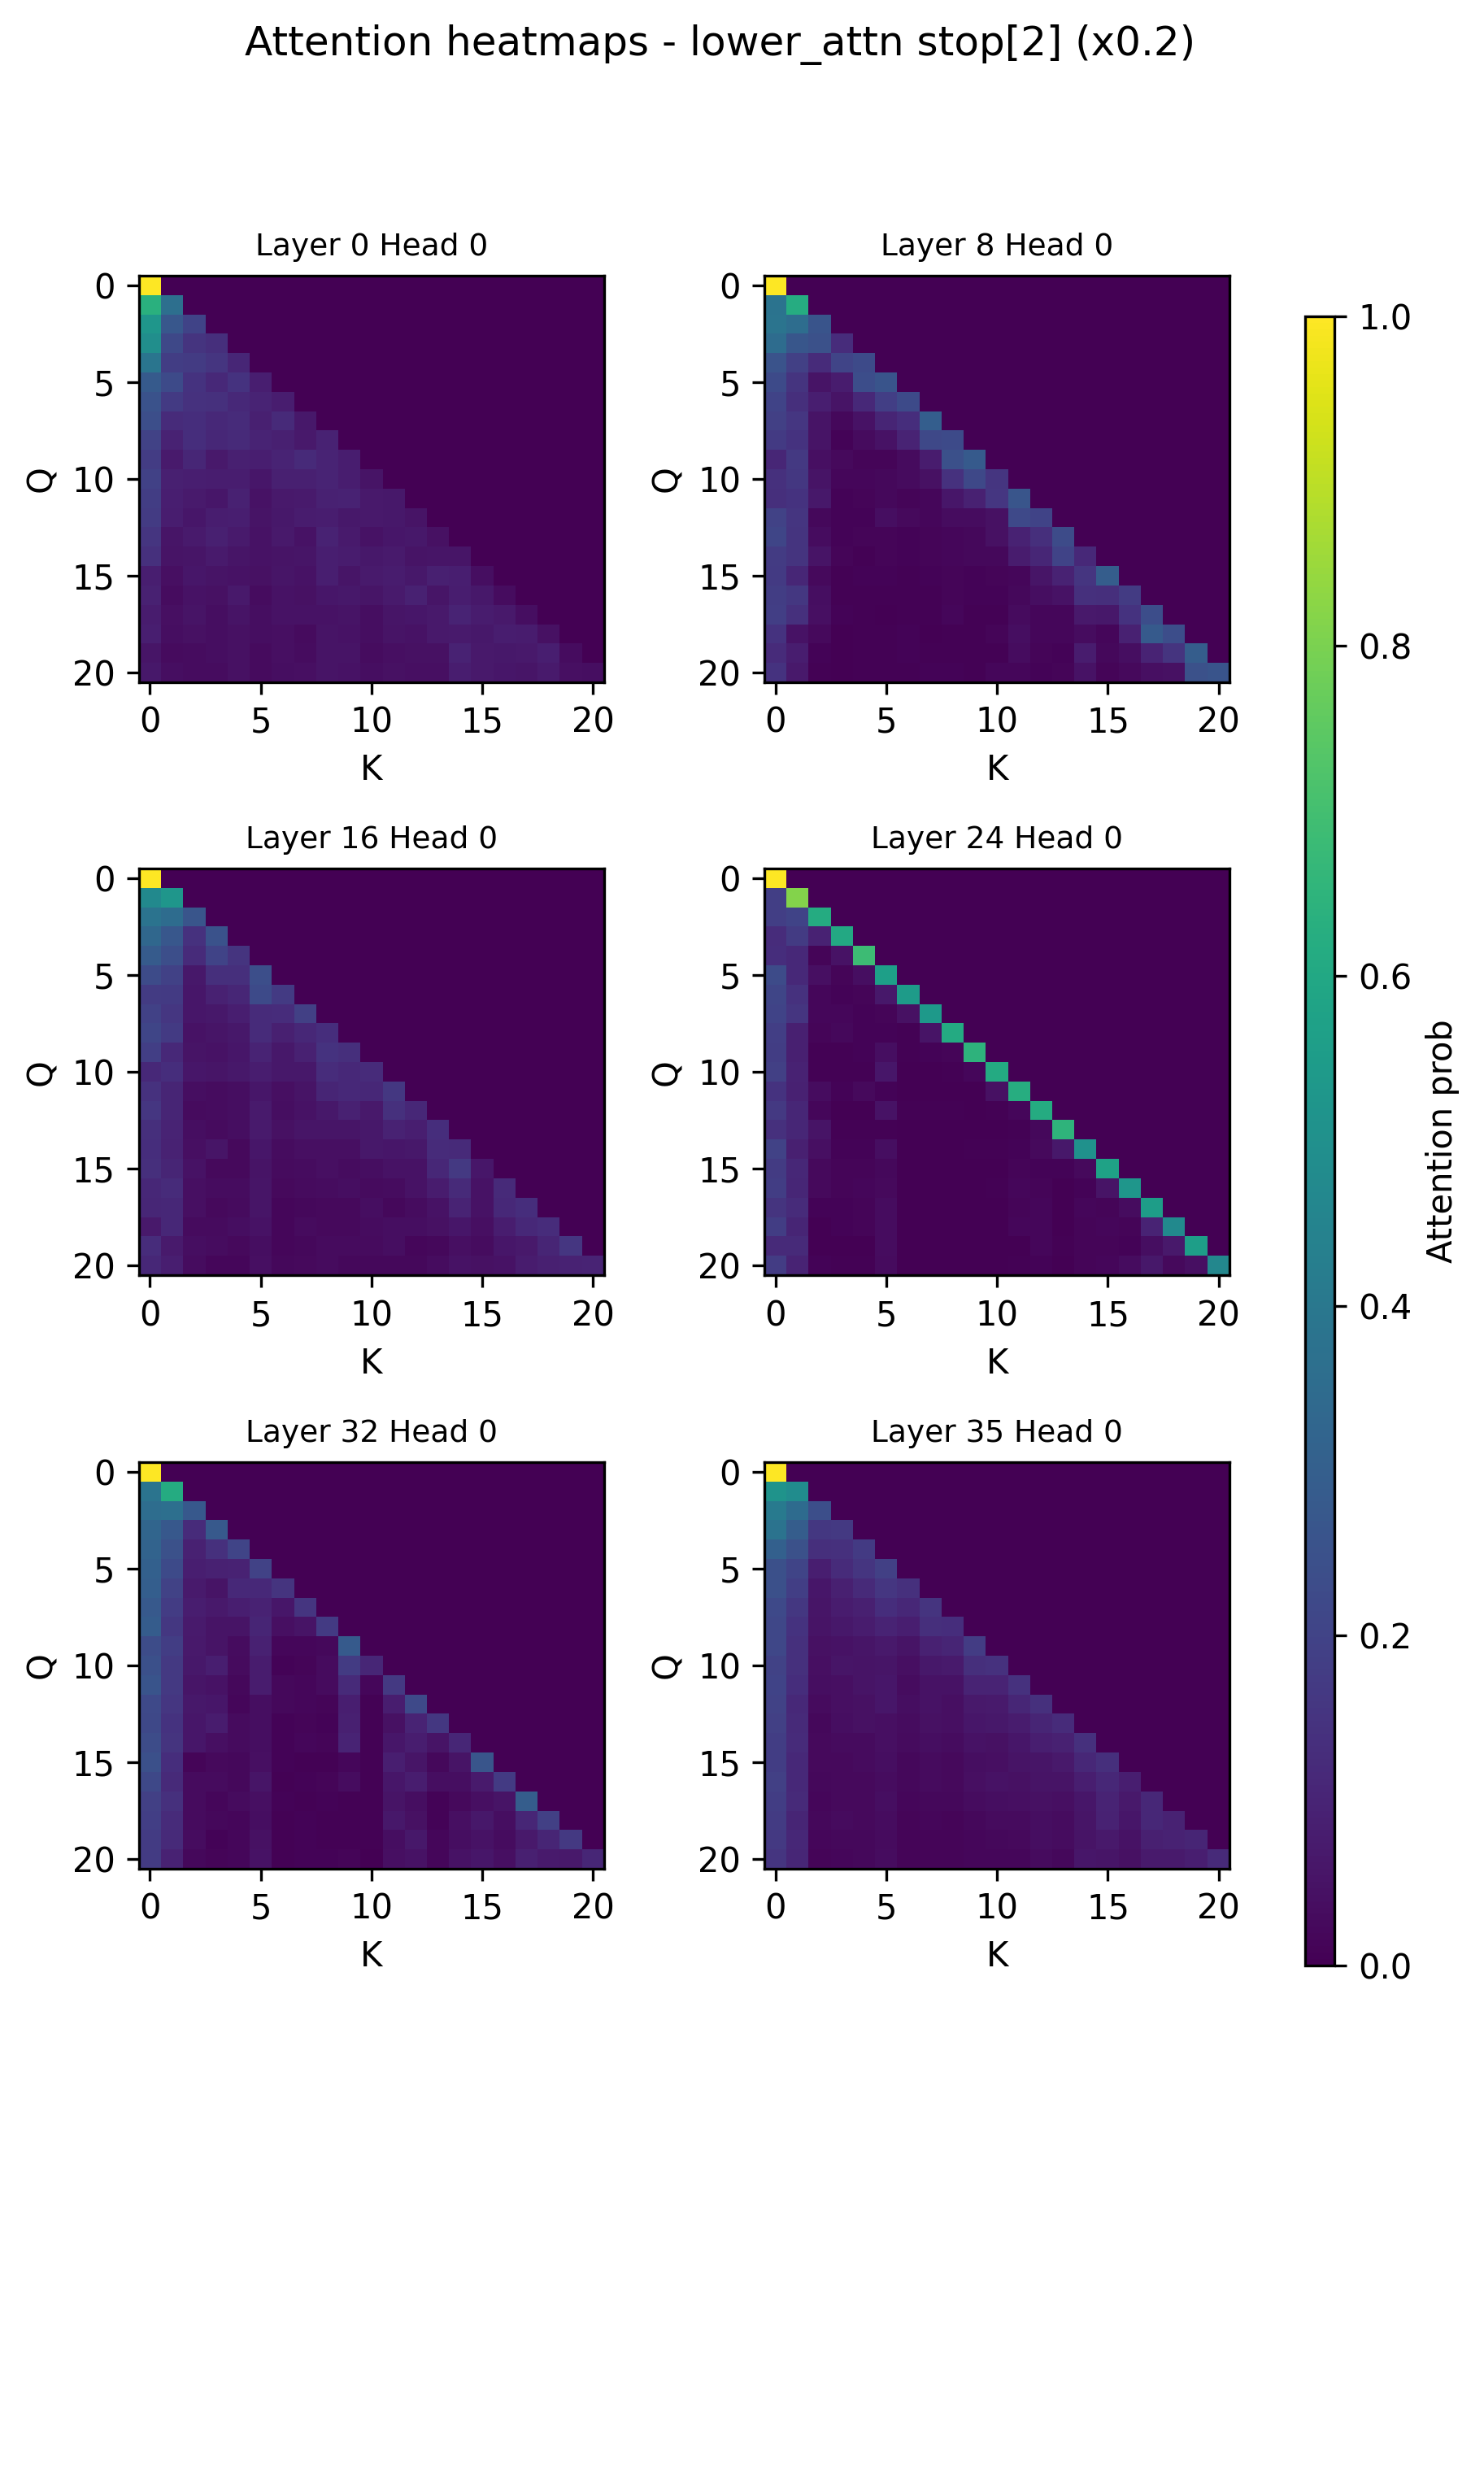 Attention heatmaps - lower_attn stop[2] (x0.2)
Layer 0 Head 0
Q
0
5
10
15
20
0 5 10 15 20
K
Layer 8 Head 0
Q
0
5
10
15
20
0 5 10 15 20
K
Layer 16 Head 0
Q
0
5
10
15
20
0 5 10 15 20
K
Layer 24 Head 0
Q
0
5
10
15
20
0 5 10 15 20
K
Layer 32 Head 0
Q
0
5
10
15
20
0 5 10 15 20
K
Layer 35 Head 0
Q
0
5
10
15
20
0 5 10 15 20
K
1.0
0.8
0.6
0.4
0.2
0.0
Attention prob